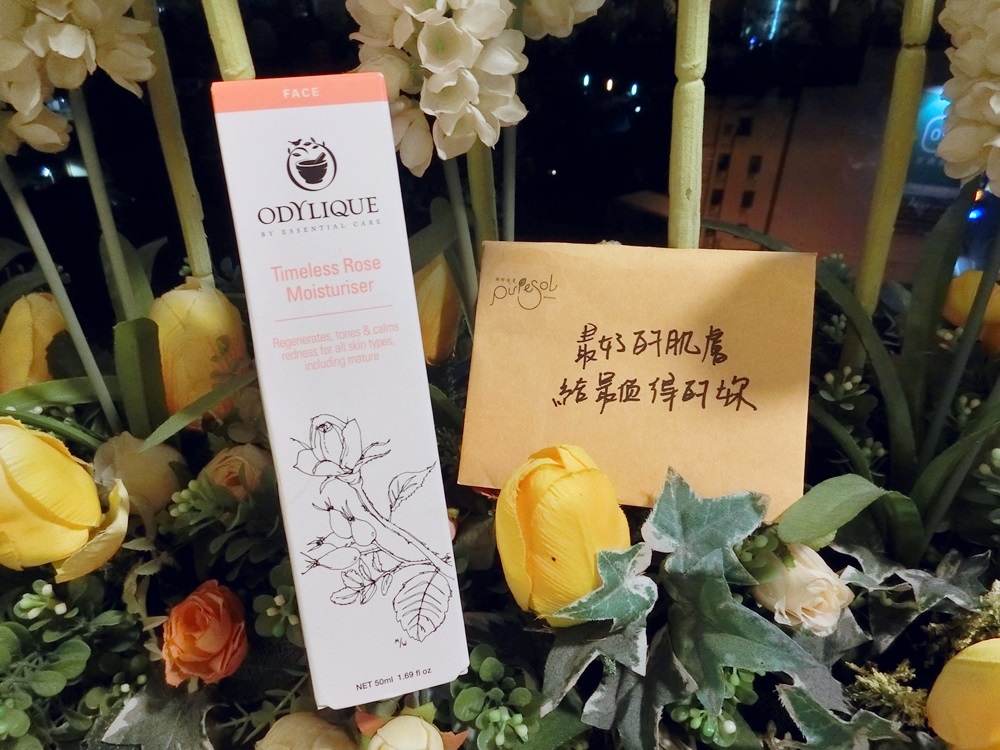 FACE
ODYLIQUE
BY ESSENTIAL CARE
Timeless Rose
Moisturiser
Regenerates, tones & calms
redness for all skin types,
including mature
NET 50ml 1.69 fl oz
puresol
最好的肌膚
給最值得的妳